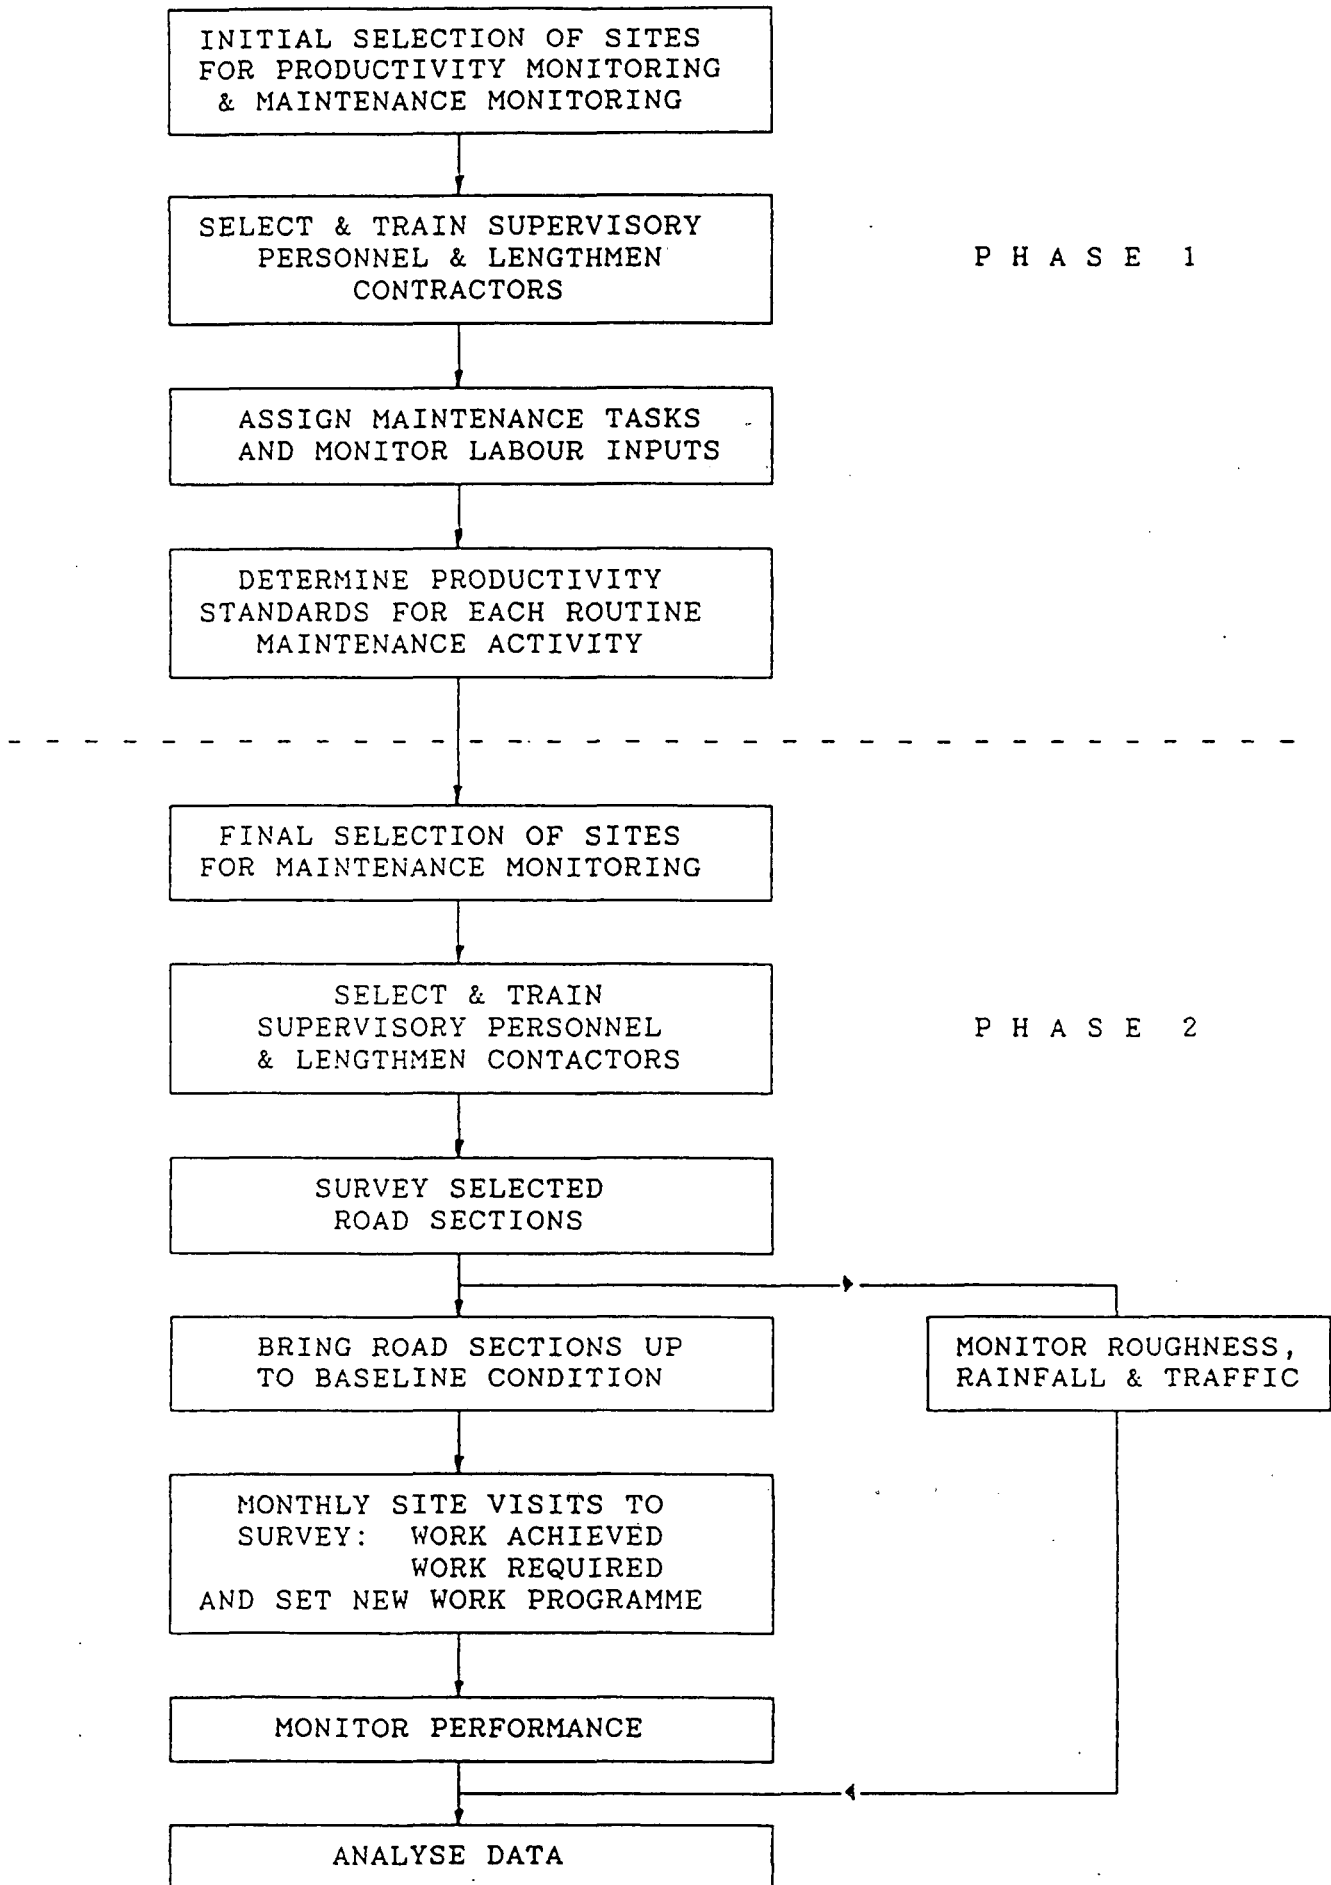 INITIAL SELECTION OF SITES
FOR PRODUCTIVITY MONITORING
& MAINTENANCE MONITORING
SELECT & TRAIN SUPERVISORY
PERSONNEL & LENGTHMEN
CONTRACTORS
PHASE 1
ASSIGN MAINTENANCE TASKS
AND MONITOR LABOUR INPUTS
DETERMINE PRODUCTIVITY
STANDARDS FOR EACH ROUTINE
MAINTENANCE ACTIVITY
FINAL SELECTION OF SITES
FOR MAINTENANCE MONITORING
SELECT & TRAIN
SUPERVISORY PERSONNEL
& LENGTHMEN CONTACTORS
PHASE 2
SURVEY SELECTED
ROAD SECTIONS
BRING ROAD SECTIONS UP
TO BASELINE CONDITION
MONITOR ROUGHNESS,
RAINFALL & TRAFFIC
MONTHLY SITE VISITS TO
SURVEY: WORK ACHIEVED
WORK REQUIRED
AND SET NEW WORK PROGRAMME
MONITOR PERFORMANCE
ANALYSE DATA